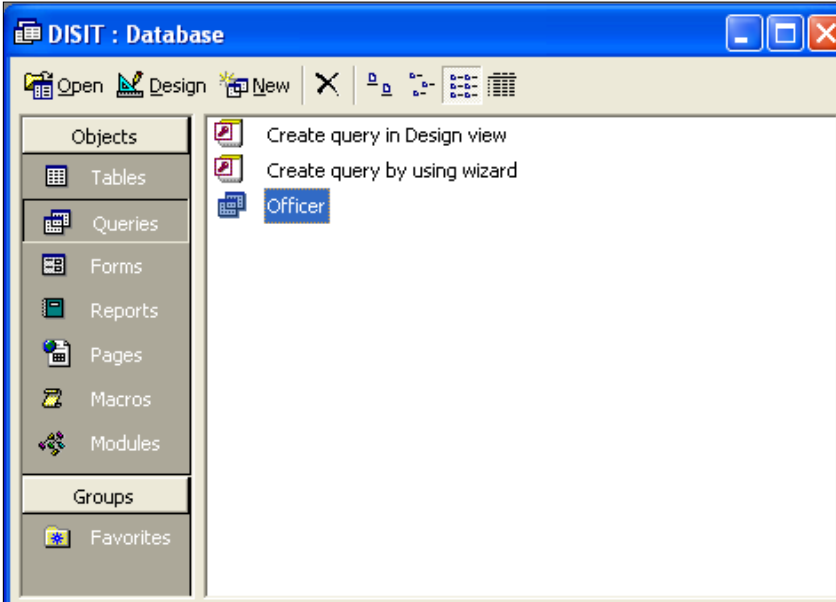 DISIT : Database
Open Design New
Objects
Tables
Queries
Forms
Reports
Pages
Macros
Modules
Groups
Favorites
Create query in Design view
Create query by using wizard
Officer